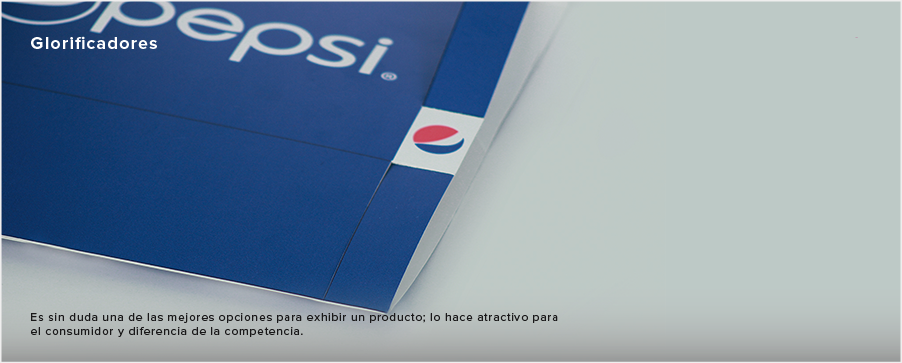 pepsi®
Glorificadores
Es sin duda una de las mejores opciones para exhibir un producto; lo hace atractivo para
el consumidor y diferencia de la competencia.